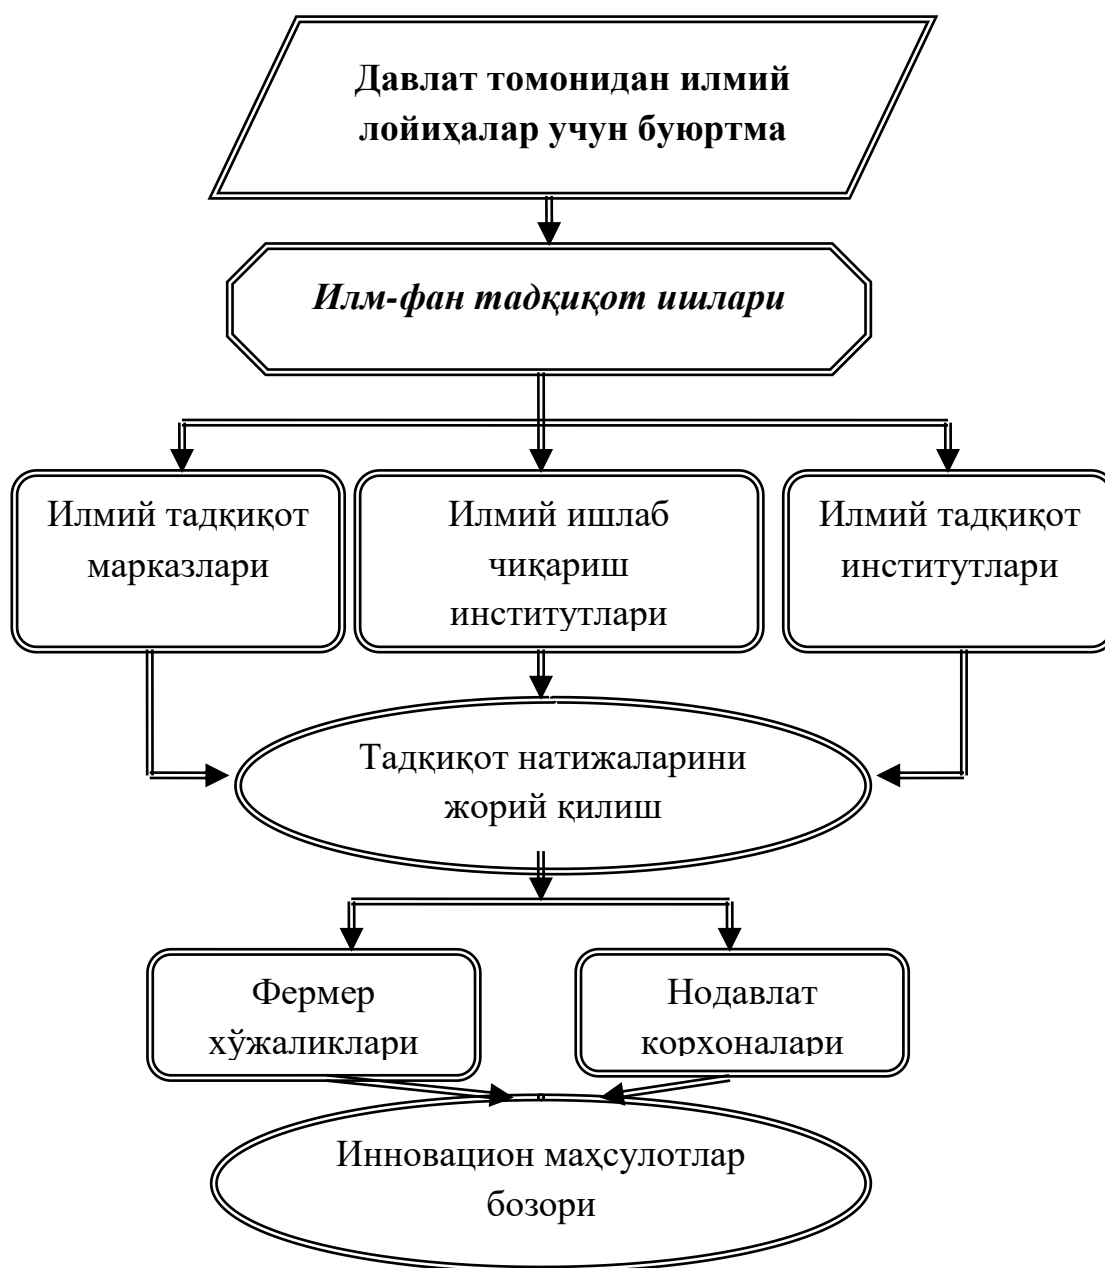 Давлат томонидан илмий
лойиҳалар учун буюртма
Илм-фан тадқиқот ишлари
Илмий тадқиқот
марказлари
Илмий ишлаб
чиқариш
институтлари
Илмий тадқиқот
институтлари
Тадқиқот натижаларини
жорий қилиш
Фермер
хўжаликлари
Нодавлат
корхоналари
Инновацион маҳсулотлар
бозори